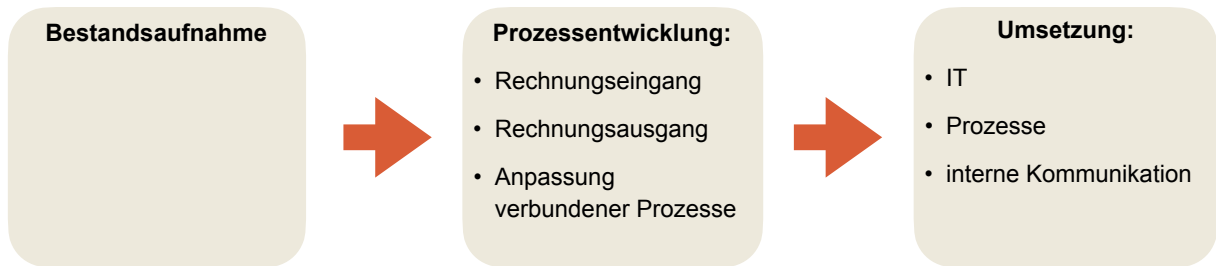 Bestandsaufnahme
Prozessentwicklung:
• Rechnungseingang
• Rechnungsausgang
• Anpassung
verbundener Prozesse
Umsetzung:
• IT
• Prozesse
• interne Kommunikation